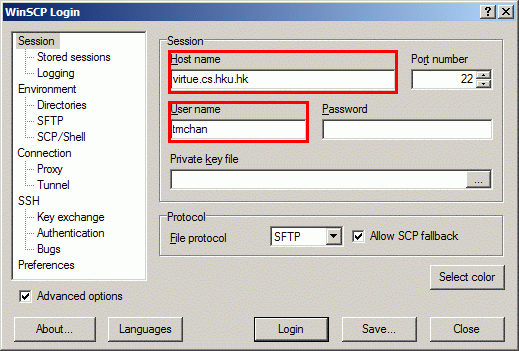 WinSCP Login
Session
Stored sessions
Logging
Environment
Directories
SFTP
SCP/Shell
Connection
Proxy
Tunnel
SSH
Key exchange
Authentication
Bugs
Preferences
Advanced options
Session
Host name
Port number
virtue.cs.hku.hk
22
User name
Password
tmchan
Private key file
...
Protocol
File protocol
SFTP
Allow SCP fallback
Select color
About...
Languages
Login
Save...
Close